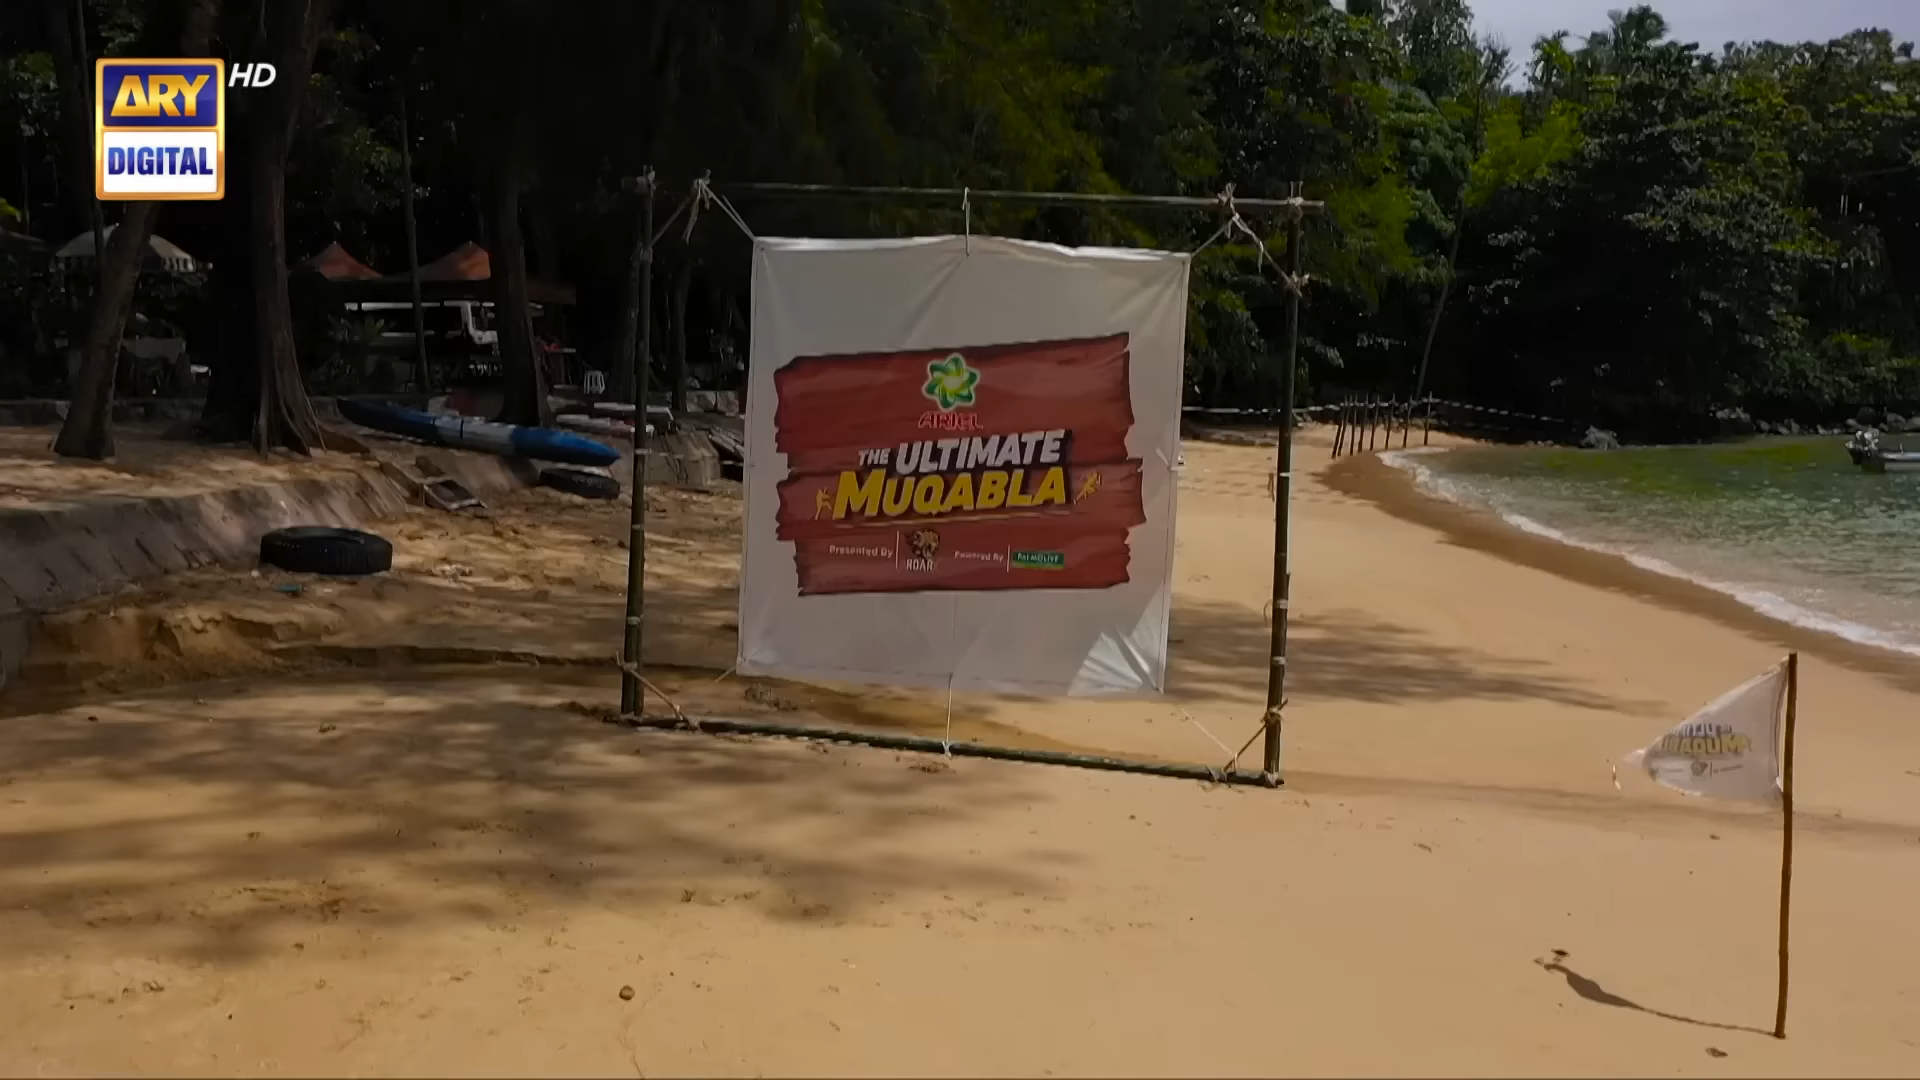 ARY HD
DIGITAL
ARIEL
THE ULTIMATE
MUQABLA
Presented By
ROAR
Powered By
PALMOLIVE